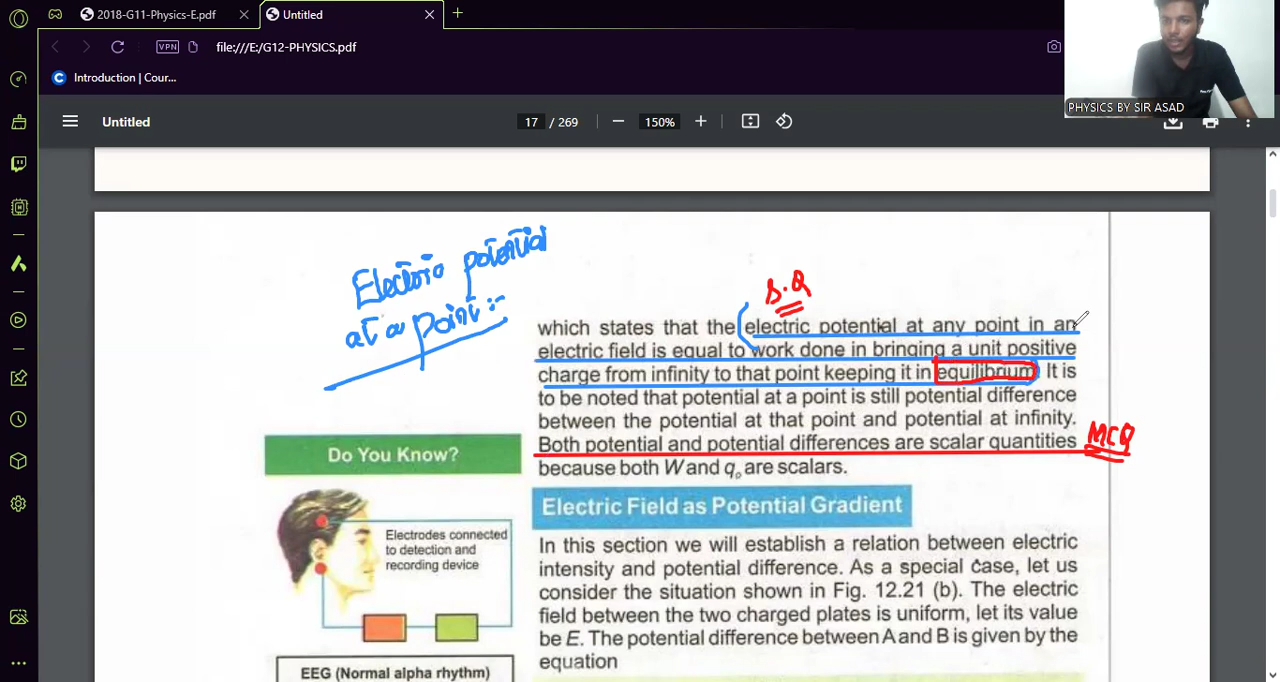 2018-G11-Physics-E.pdf
Untitled
VPN
file:///E:/G12-PHYSICS.pdf
Introduction | Cour...
PHYSICS BY SIR ASAD
Untitled
17 / 269
150%
Electric potential
at a point :-
S.Q
which states that the electric potential at any point in an
electric field is equal to work done in bringing a unit positive
charge from infinity to that point keeping it in equilibrium. It is
to be noted that potential at a point is still potential difference
between the potential at that point and potential at infinity.
Both potential and potential differences are scalar quantities
MCQ
because both W and q₀ are scalars.
Do You Know?
Electrodes connected
to detection and
recording device
EEG (Normal alpha rhythm)
Electric Field as Potential Gradient
In this section we will establish a relation between electric
intensity and potential difference. As a special case, let us
consider the situation shown in Fig. 12.21 (b). The electric
field between the two charged plates is uniform, let its value
be E. The potential difference between A and B is given by the
equation